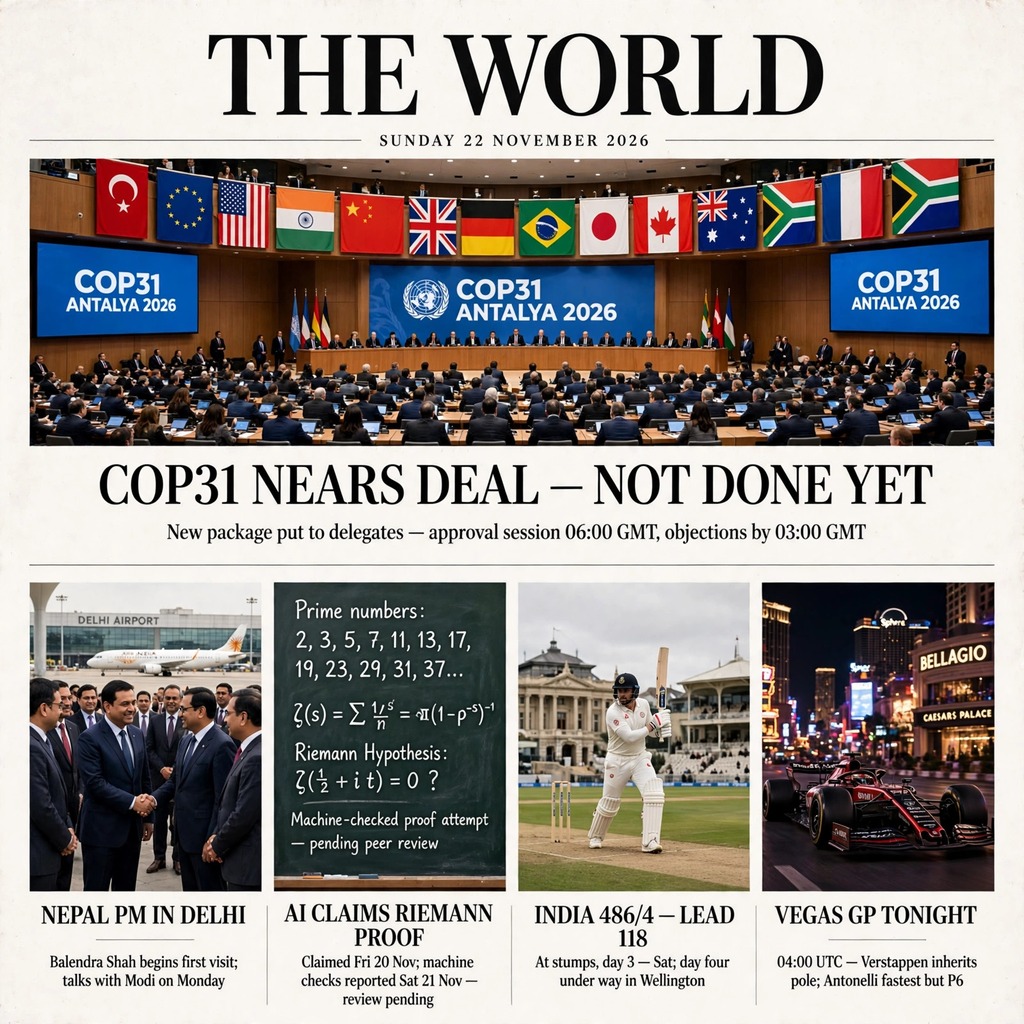 THE WORLD
SUNDAY 22 NOVEMBER 2026
COP31
ANTALYA 2026
COP31
ANTALYA 2026
COP31
ANTALYA 2026
COP31 NEARS DEAL — NOT DONE YET
New package put to delegates — approval session 06:00 GMT, objections by 03:00 GMT
DELHI AIRPORT
Prime numbers:
2, 3, 5, 7, 11, 13, 17,
19, 23, 29, 31, 37...
Riemann Hypothesis:
ζ(½ + it) = 0 ?
Machine-checked proof attempt
— pending peer review
Sphere
BELLAGIO
CAESARS PALACE
NEPAL PM IN DELHI
Balendra Shah begins first visit;
talks with Modi on Monday
AI CLAIMS RIEMANN
PROOF
Claimed Fri 20 Nov; machine
checks reported Sat 21 Nov —
review pending
INDIA 486/4 — LEAD
118
At stumps, day 3 — Sat; day four
under way in Wellington
VEGAS GP TONIGHT
04:00 UTC — Verstappen inherits
pole; Antonelli fastest but P6